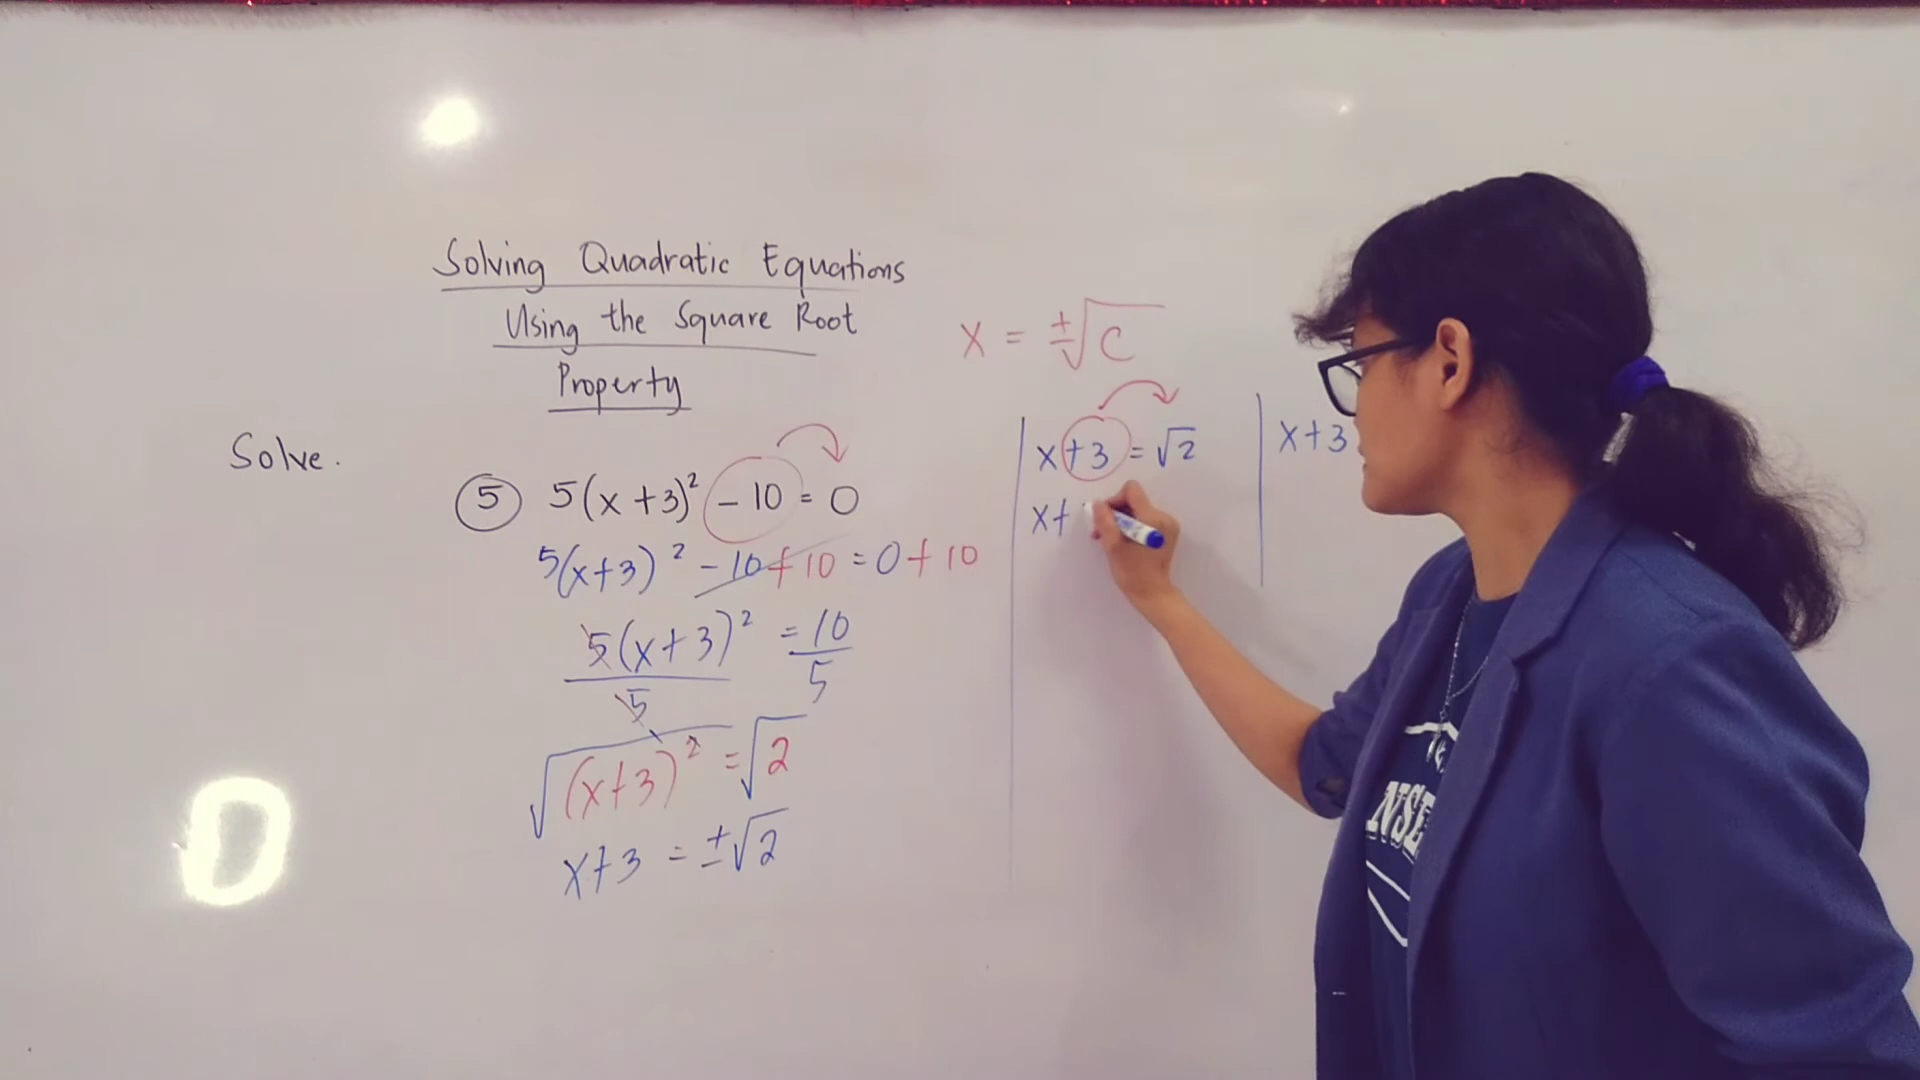 Solving Quadratic Equations
Using the Square Root
Property
Solve.
⑤ 5(x+3)² - 10 = 0
5(x+3)² - 10 + 10 = 0 + 10
5(x+3)² = 10
5 5
√(x+3)² = √2
x+3 = ±√2
x = ±√C
x+3 = √2
x+
x+3